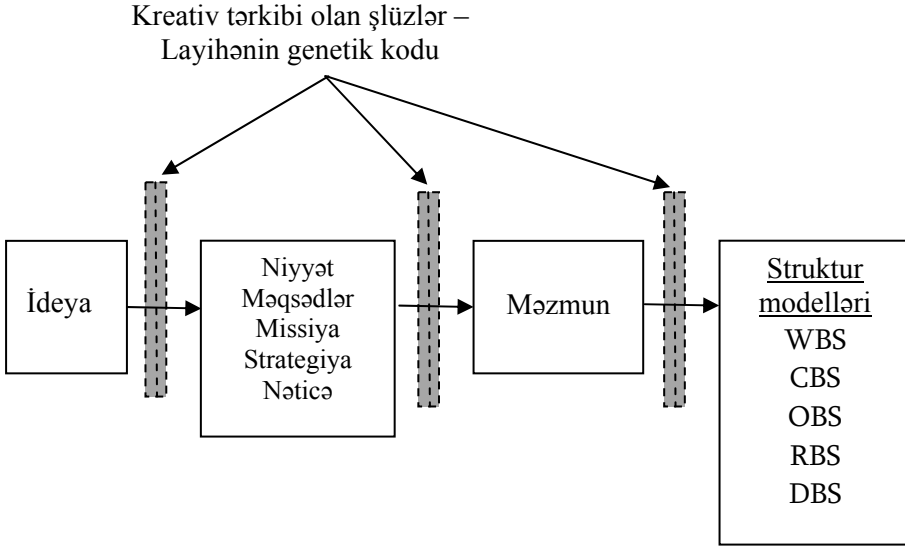 Kreativ tərkibi olan şlüzlər –
Layihənin genetik kodu
İdeya
Niyyət
Məqsədlər
Missiya
Strategiya
Nəticə
Məzmun
Struktur
modelləri
WBS
CBS
OBS
RBS
DBS